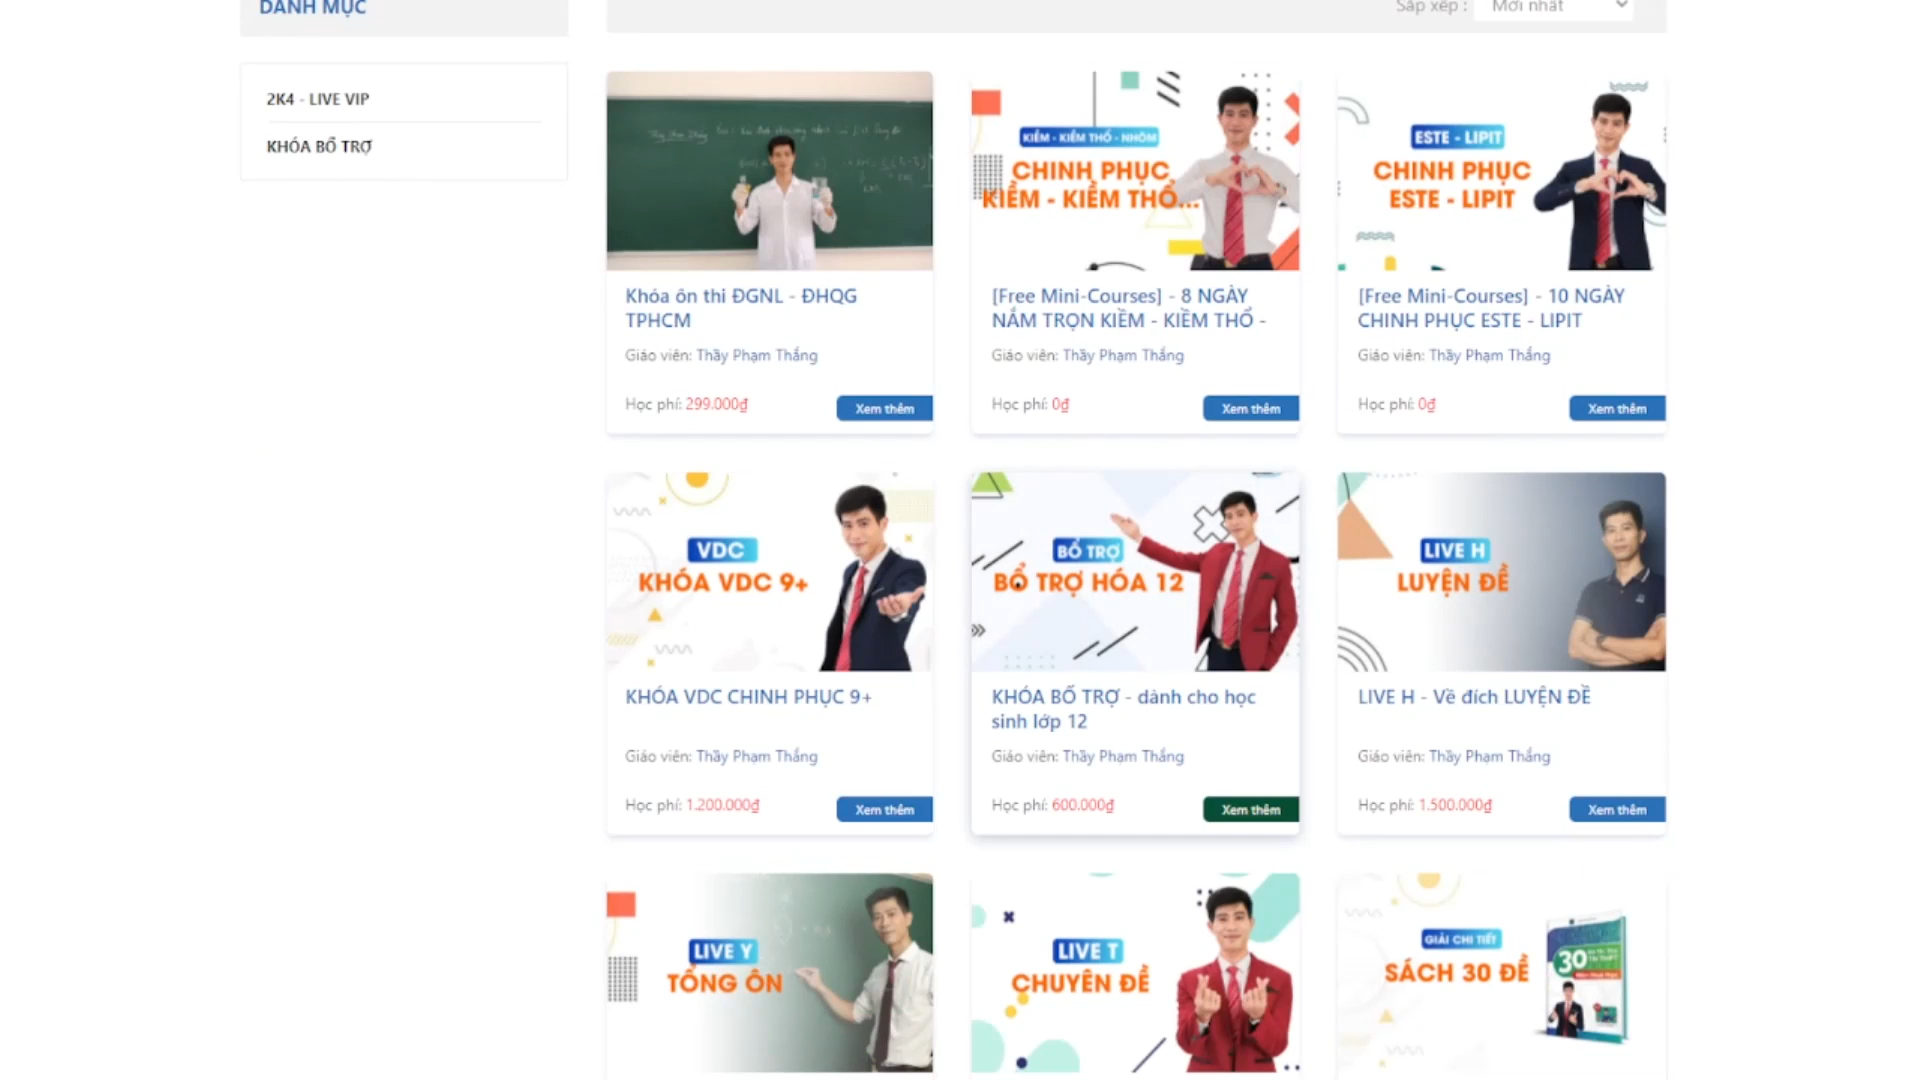 DANH MỤC
Sắp xếp :
Mới nhất
2K4 - LIVE VIP
KHÓA BỔ TRỢ
Khóa ôn thi ĐGNL - ĐHQG
TPHCM
Giáo viên: Thầy Phạm Thắng
Học phí: 299.000₫
Xem thêm
KIỀM - KIỀM THỔ - NHÔM
CHINH PHỤC
KIỀM - KIỀM THỔ...
[Free Mini-Courses] - 8 NGÀY
NẮM TRỌN KIỀM - KIỀM THỔ -
Giáo viên: Thầy Phạm Thắng
Học phí: 0₫
Xem thêm
ESTE - LIPIT
CHINH PHỤC
ESTE - LIPIT
[Free Mini-Courses] - 10 NGÀY
CHINH PHỤC ESTE - LIPIT
Giáo viên: Thầy Phạm Thắng
Học phí: 0₫
Xem thêm
VDC
KHÓA VDC 9+
KHÓA VDC CHINH PHỤC 9+
Giáo viên: Thầy Phạm Thắng
Học phí: 1.200.000₫
Xem thêm
BỔ TRỢ
BỔ TRỢ HÓA 12
KHÓA BỔ TRỢ - dành cho học
sinh lớp 12
Giáo viên: Thầy Phạm Thắng
Học phí: 600.000₫
Xem thêm
LIVE H
LUYỆN ĐỀ
LIVE H - Về đích LUYỆN ĐỀ
Giáo viên: Thầy Phạm Thắng
Học phí: 1.500.000₫
Xem thêm
LIVE Y
TỔNG ÔN
LIVE T
CHUYÊN ĐỀ
GIẢI CHI TIẾT
SÁCH 30 ĐỀ
30